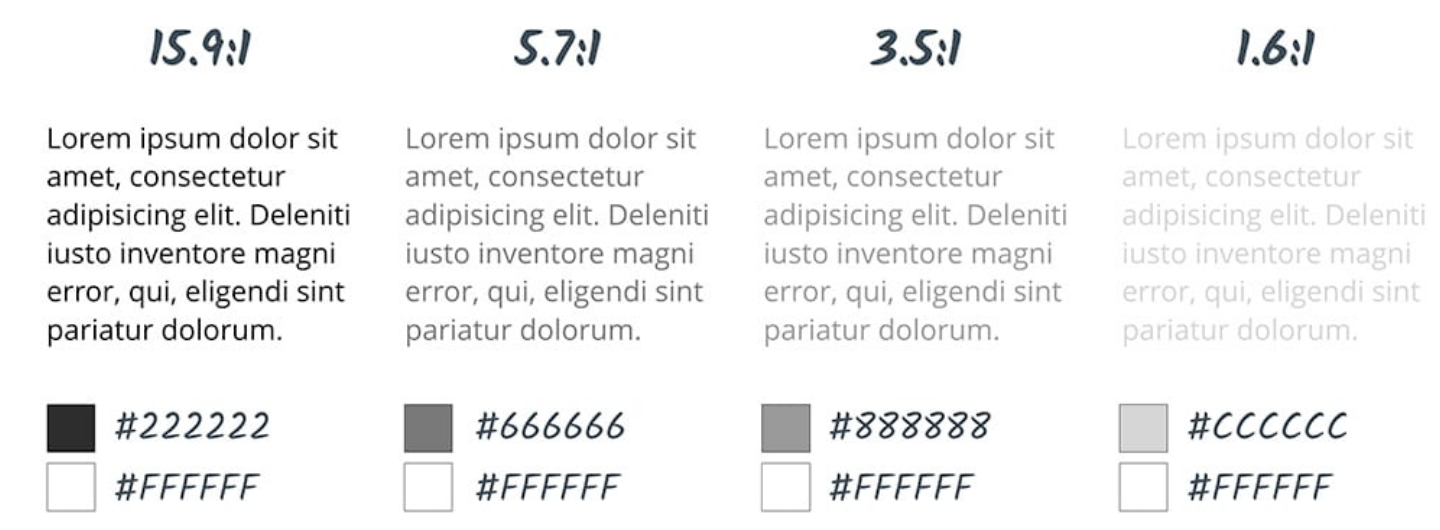 15.9:1
Lorem ipsum dolor sit
amet, consectetur
adipisicing elit. Deleniti
iusto inventore magni
error, qui, eligendi sint
pariatur dolorum.
#222222
#FFFFFF
5.7:1
Lorem ipsum dolor sit
amet, consectetur
adipisicing elit. Deleniti
iusto inventore magni
error, qui, eligendi sint
pariatur dolorum.
#666666
#FFFFFF
3.5:1
Lorem ipsum dolor sit
amet, consectetur
adipisicing elit. Deleniti
iusto inventore magni
error, qui, eligendi sint
pariatur dolorum.
#888888
#FFFFFF
1.6:1
Lorem ipsum dolor sit
amet, consectetur
adipisicing elit. Deleniti
iusto inventore magni
error, qui, eligendi sint
pariatur dolorum.
#CCCCCC
#FFFFFF